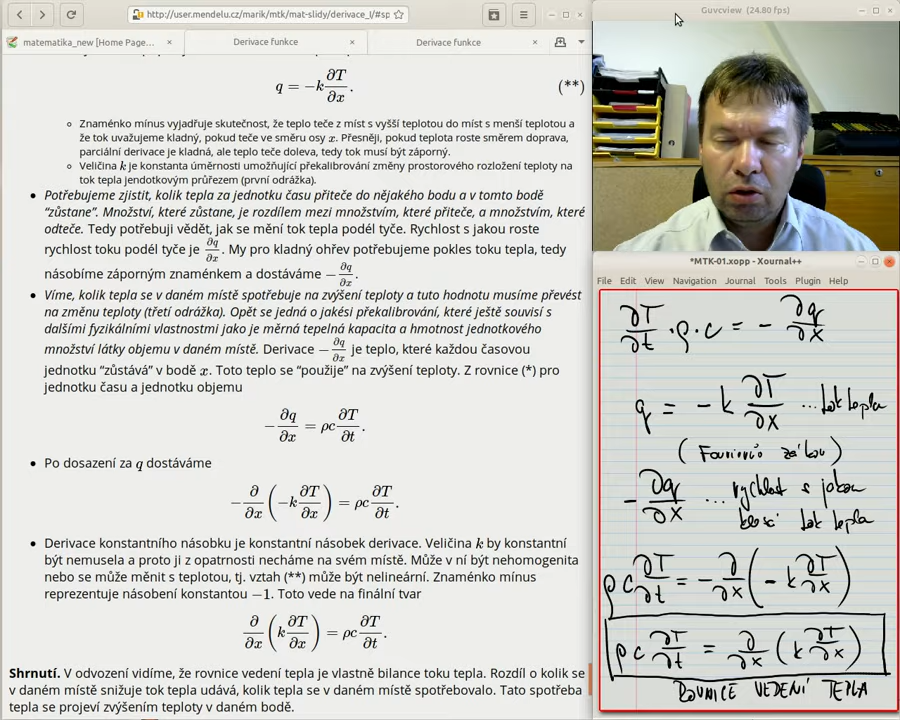 http://user.mendelu.cz/marik/mtk/mat-slidy/derivace_I/#sp
matematika_new [Home Page...
Derivace funkce
Derivace funkce
q = −k ∂T/∂x. (**)
Znaménko mínus vyjadřuje skutečnost, že teplo teče z míst s vyšší teplotou do míst s menší teplotou a
že tok uvažujeme kladný, pokud teče ve směru osy x. Přesněji, pokud teplota roste směrem doprava,
parciální derivace je kladná, ale teplo teče doleva, tedy tok musí být záporný.
Veličina k je konstanta úměrnosti umožňující překalibrování změny prostorového rozložení teploty na
tok tepla jendotkovým průřezem (první odrážka).
Potřebujeme zjistit, kolik tepla za jednotku času přiteče do nějakého bodu a v tomto bodě
“zůstane”. Množství, které zůstane, je rozdílem mezi množstvím, které přiteče, a množstvím, které
odteče. Tedy potřebuji vědět, jak se mění tok tepla podél tyče. Rychlost s jakou roste
rychlost toku podél tyče je ∂q/∂x. My pro kladný ohřev potřebujeme pokles toku tepla, tedy
násobíme záporným znaménkem a dostáváme −∂q/∂x.
Víme, kolik tepla se v daném místě spotřebuje na zvýšení teploty a tuto hodnotu musíme převést
na změnu teploty (třetí odrážka). Opět se jedná o jakési překalibrování, které ještě souvisí s
dalšími fyzikálními vlastnostmi jako je měrná tepelná kapacita a hmotnost jednotkového
množství látky objemu v daném místě. Derivace −∂q/∂x je teplo, které každou časovou
jednotku “zůstává” v bodě x. Toto teplo se “použije” na zvýšení teploty. Z rovnice (*) pro
jednotku času a jednotku objemu
−∂q/∂x = ρc ∂T/∂t.
Po dosazení za q dostáváme
−∂/∂x (−k ∂T/∂x) = ρc ∂T/∂t.
Derivace konstantního násobku je konstantní násobek derivace. Veličina k by konstantní
být nemusela a proto ji z opatrnosti necháme na svém místě. Může v ní být nehomogenita
nebo se může měnit s teplotou, tj. vztah (**) může být nelineární. Znaménko mínus
reprezentuje násobení konstantou −1. Toto vede na finální tvar
∂/∂x (k ∂T/∂x) = ρc ∂T/∂t.
Shrnutí. V odvození vidíme, že rovnice vedení tepla je vlastně bilance toku tepla. Rozdíl o kolik se
v daném místě snižuje tok tepla udává, kolik tepla se v daném místě spotřebovalo. Tato spotřeba
tepla se projeví zvýšením teploty v daném bodě.
Guvcview (24.80 fps)
*MTK-01.xopp - Xournal++
File Edit View Navigation Journal Tools Plugin Help
∂T/∂t · ρ · c = − ∂q/∂x
q = −k ∂T/∂x ... tok tepla
(Fourierův zákon)
−∂q/∂x ... rychlost s jakou
klesá tok tepla
ρc ∂T/∂t = −∂/∂x (−k ∂T/∂x)
ρc ∂T/∂t = ∂/∂x (k ∂T/∂x)
ROVNICE VEDENÍ TEPLA